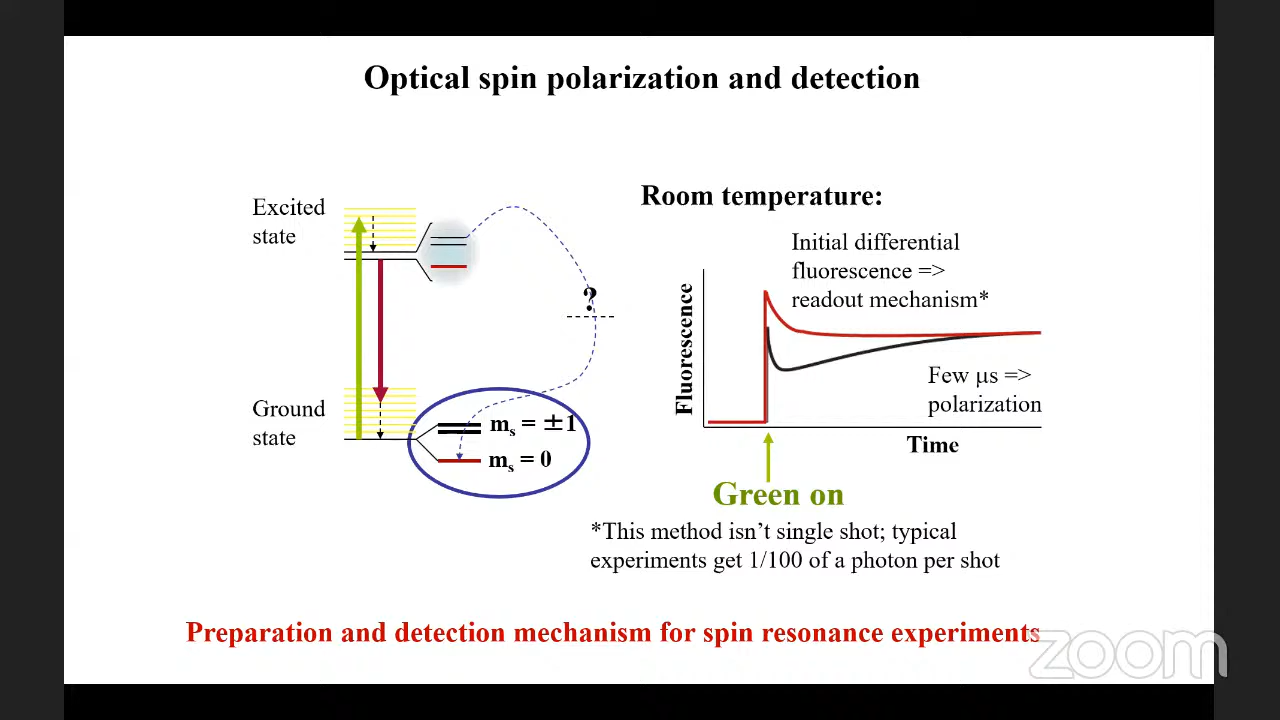 Optical spin polarization and detection
Excited
state
?
Ground
state
mₛ = ±1
mₛ = 0
Room temperature:
Initial differential
fluorescence =>
readout mechanism*
Fluorescence
Few μs =>
polarization
Time
Green on
*This method isn't single shot; typical
experiments get 1/100 of a photon per shot
Preparation and detection mechanism for spin resonance experiments
zoom